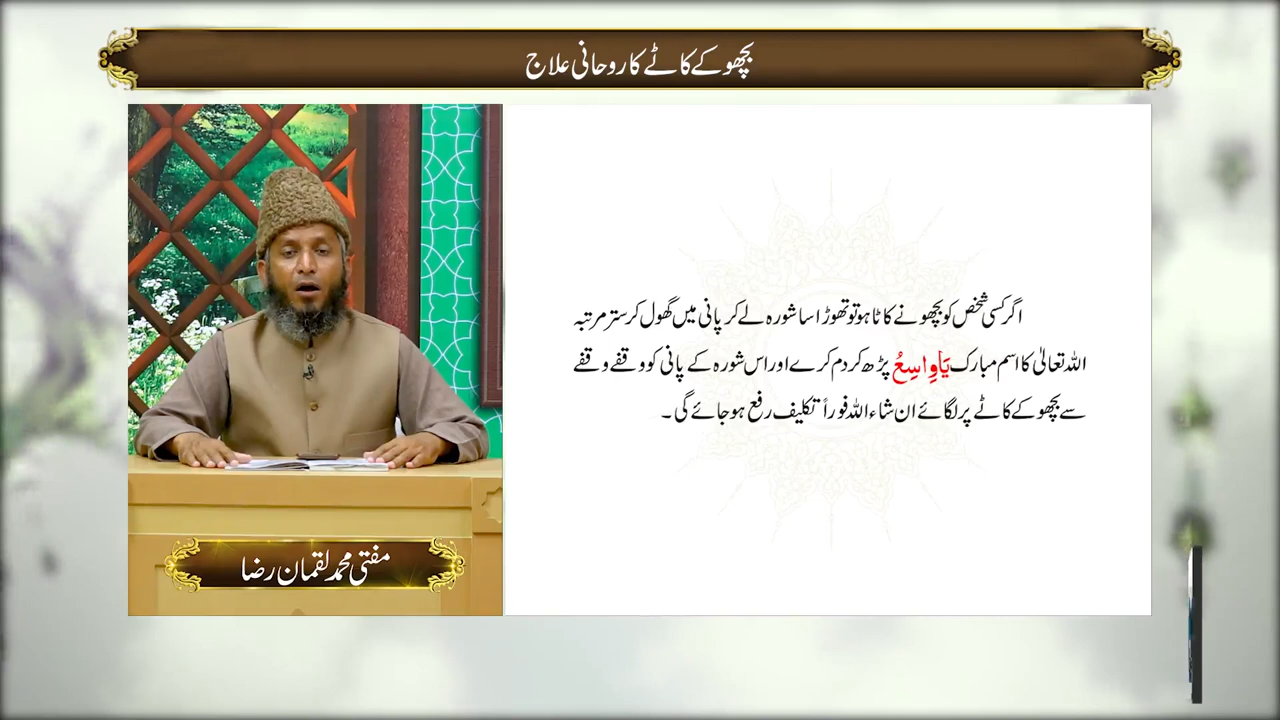 بچھو کے کاٹے کا روحانی علاج
اگر کسی شخص کو بچھو نے کاٹا ہو تو تھوڑا سا شورہ لے کر پانی میں گھول کر ستر مرتبہ
اللہ تعالیٰ کا اسم مبارک یَاوَاسِعُ پڑھ کر دم کرے اور اس شورہ کے پانی کو وقفے وقفے
سے بچھو کے کاٹے پر لگائے ان شاء اللہ فوراً تکلیف رفع ہو جائے گی۔
مفتی محمد لقمان رضا